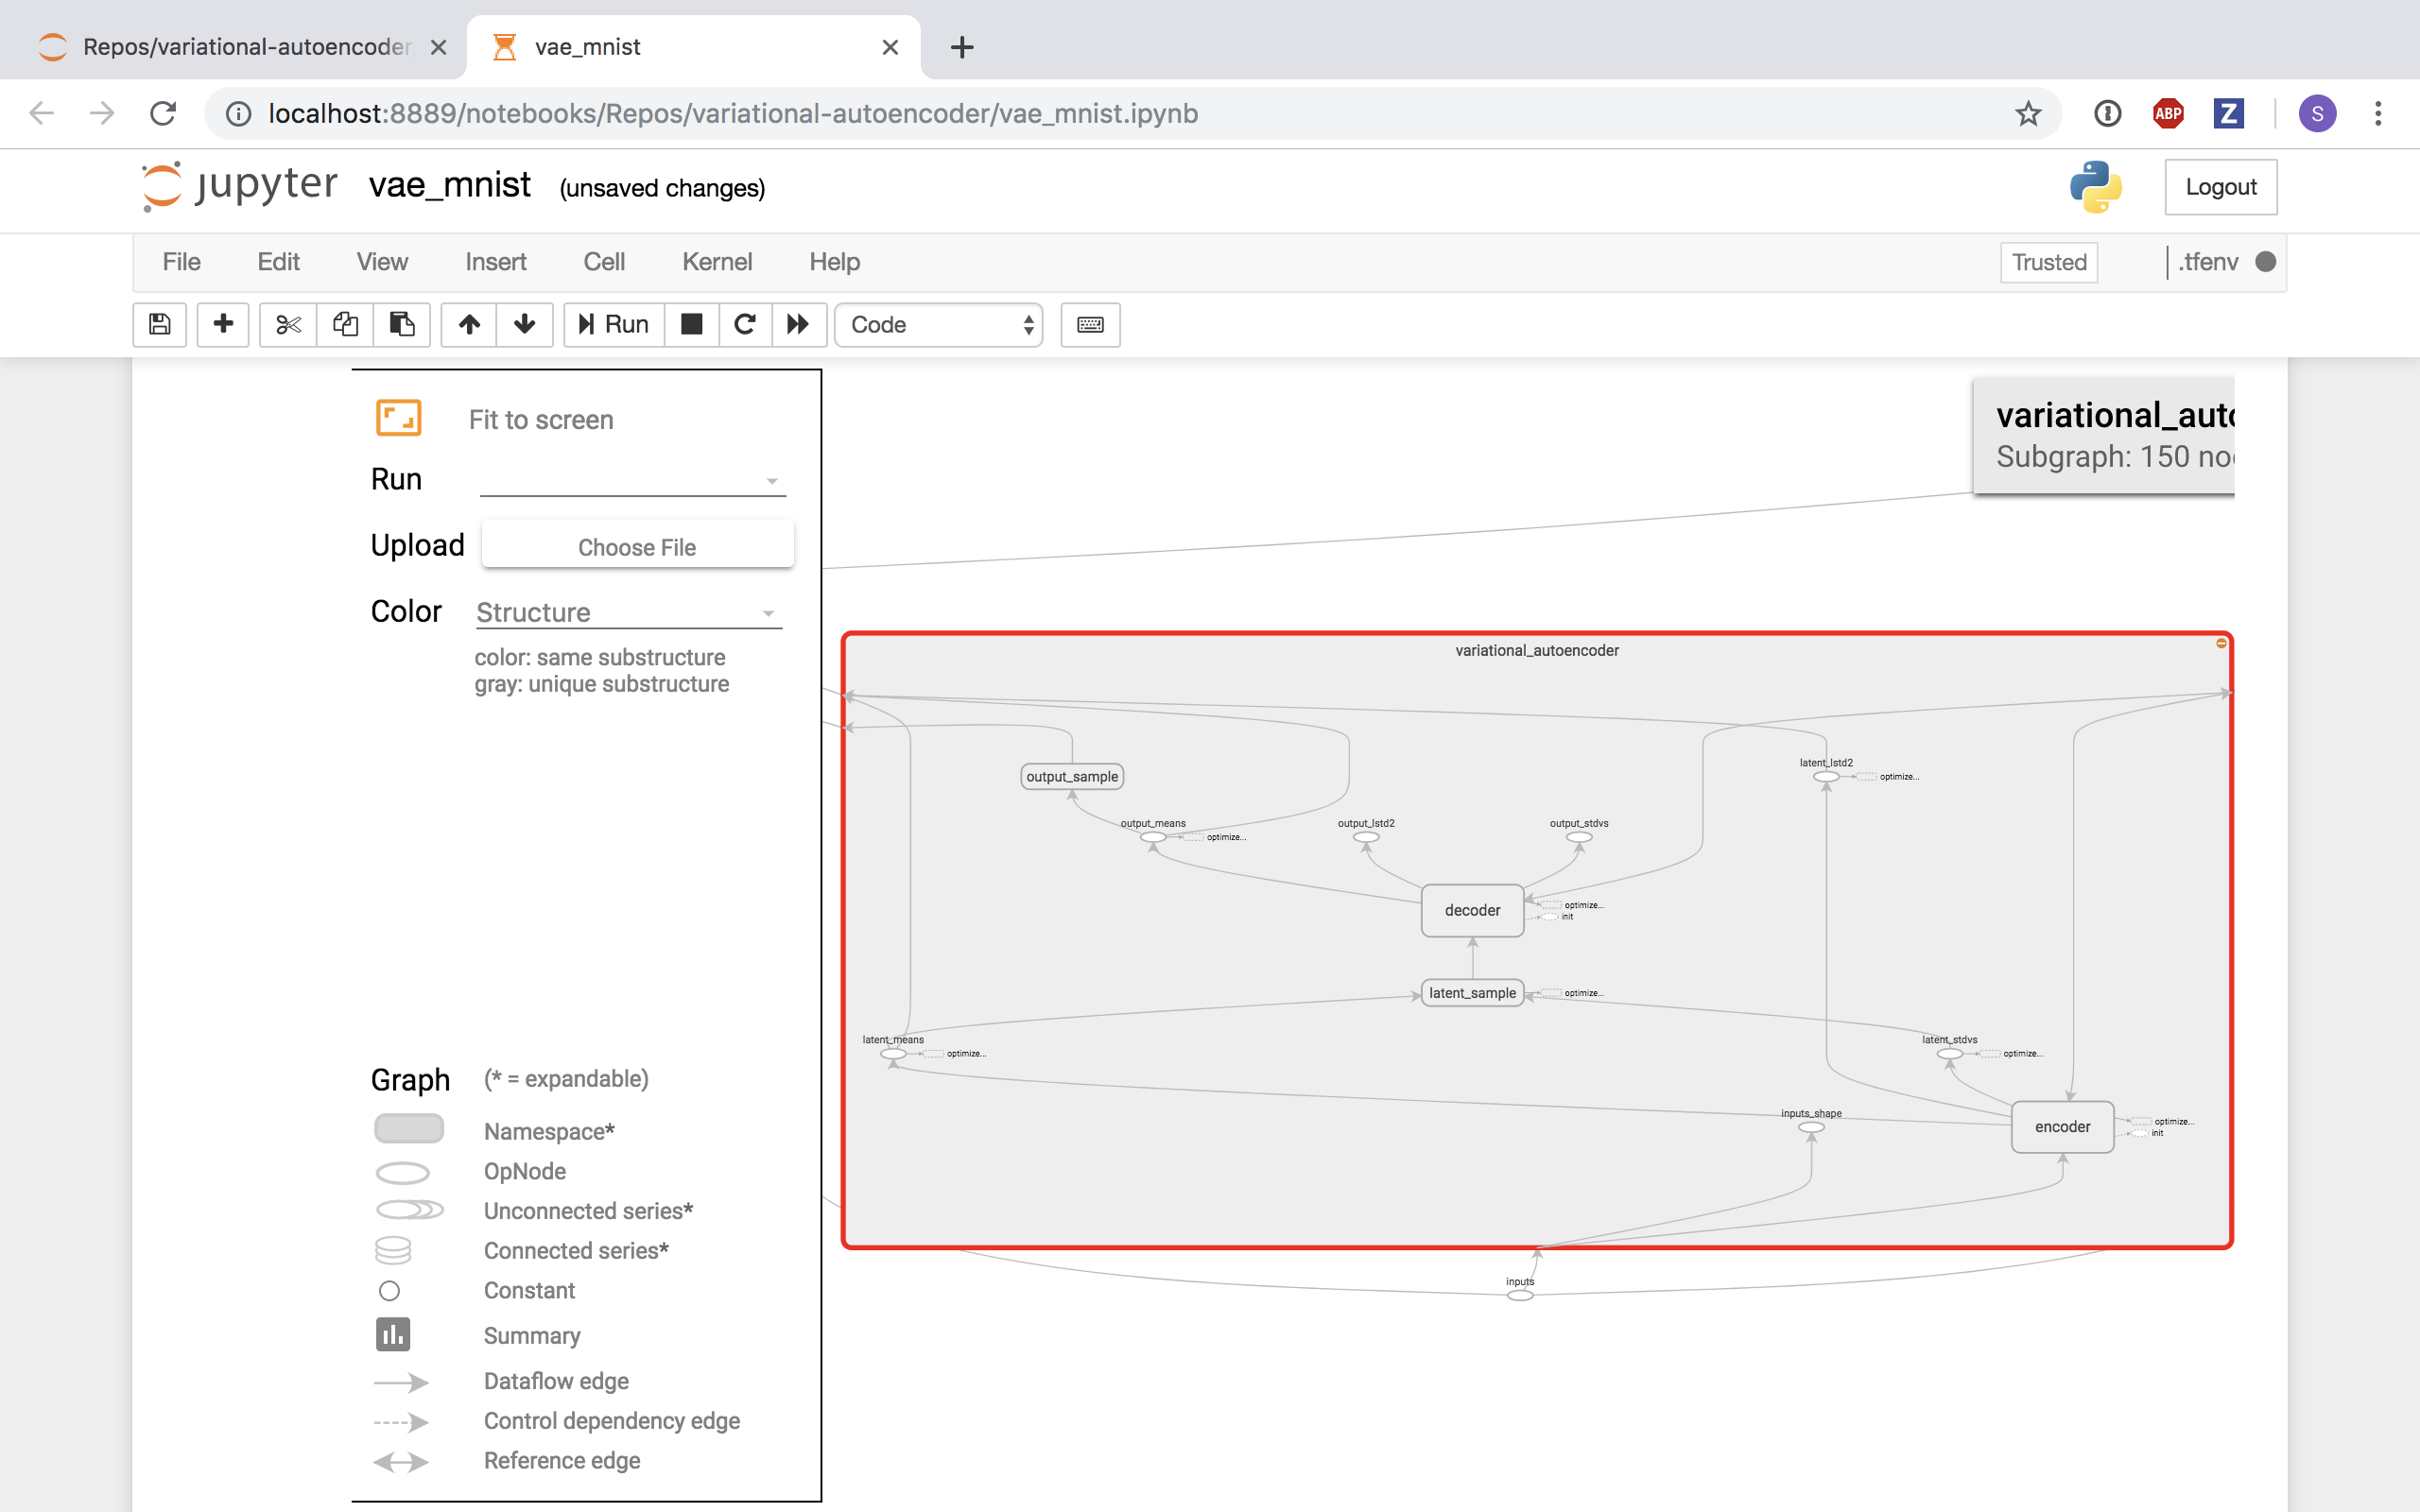 Repos/variational-autoencoder
vae_mnist
localhost:8889/notebooks/Repos/variational-autoencoder/vae_mnist.ipynb
ABP
Z
S
jupyter vae_mnist (unsaved changes)
Logout
File Edit View Insert Cell Kernel Help
Trusted
.tfenv
Run
Code
Fit to screen
Run
Upload Choose File
Color Structure
color: same substructure
gray: unique substructure
Graph (* = expandable)
Namespace*
OpNode
Unconnected series*
Connected series*
Constant
Summary
Dataflow edge
Control dependency edge
Reference edge
variational_auto
Subgraph: 150 no
variational_autoencoder
latent_lstd2
output_sample
optimize...
output_means
output_lstd2
output_stdvs
optimize...
decoder
optimize...
init
latent_sample
optimize...
latent_means
optimize...
latent_stdvs
optimize...
inputs_shape
encoder
optimize...
init
inputs